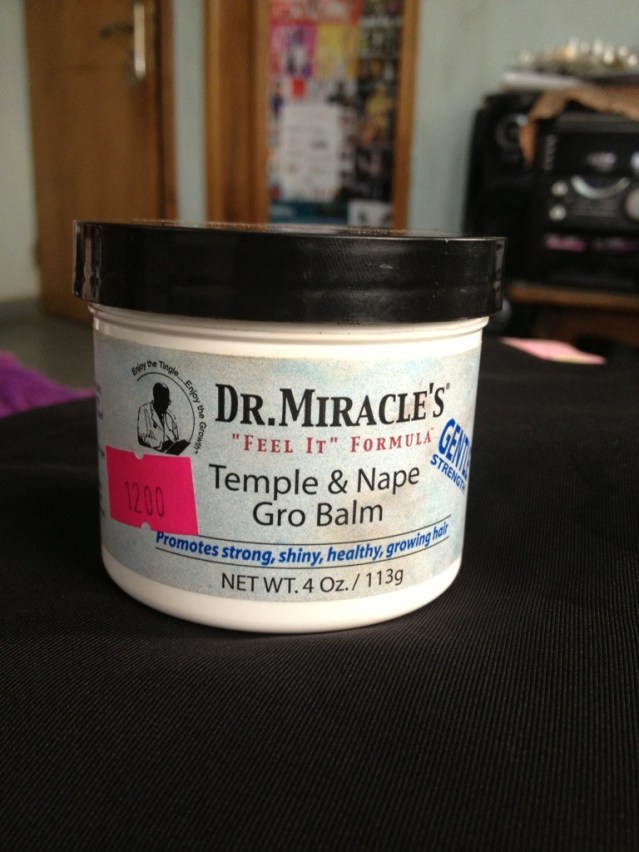 Enjoy the Tingle...Enjoy the Growth
DR.MIRACLE'S®
"FEEL IT" FORMULA
GENTLE
STRENGTH
Temple & Nape
Gro Balm
1200
Promotes strong, shiny, healthy, growing hair
NET WT. 4 Oz./ 113g